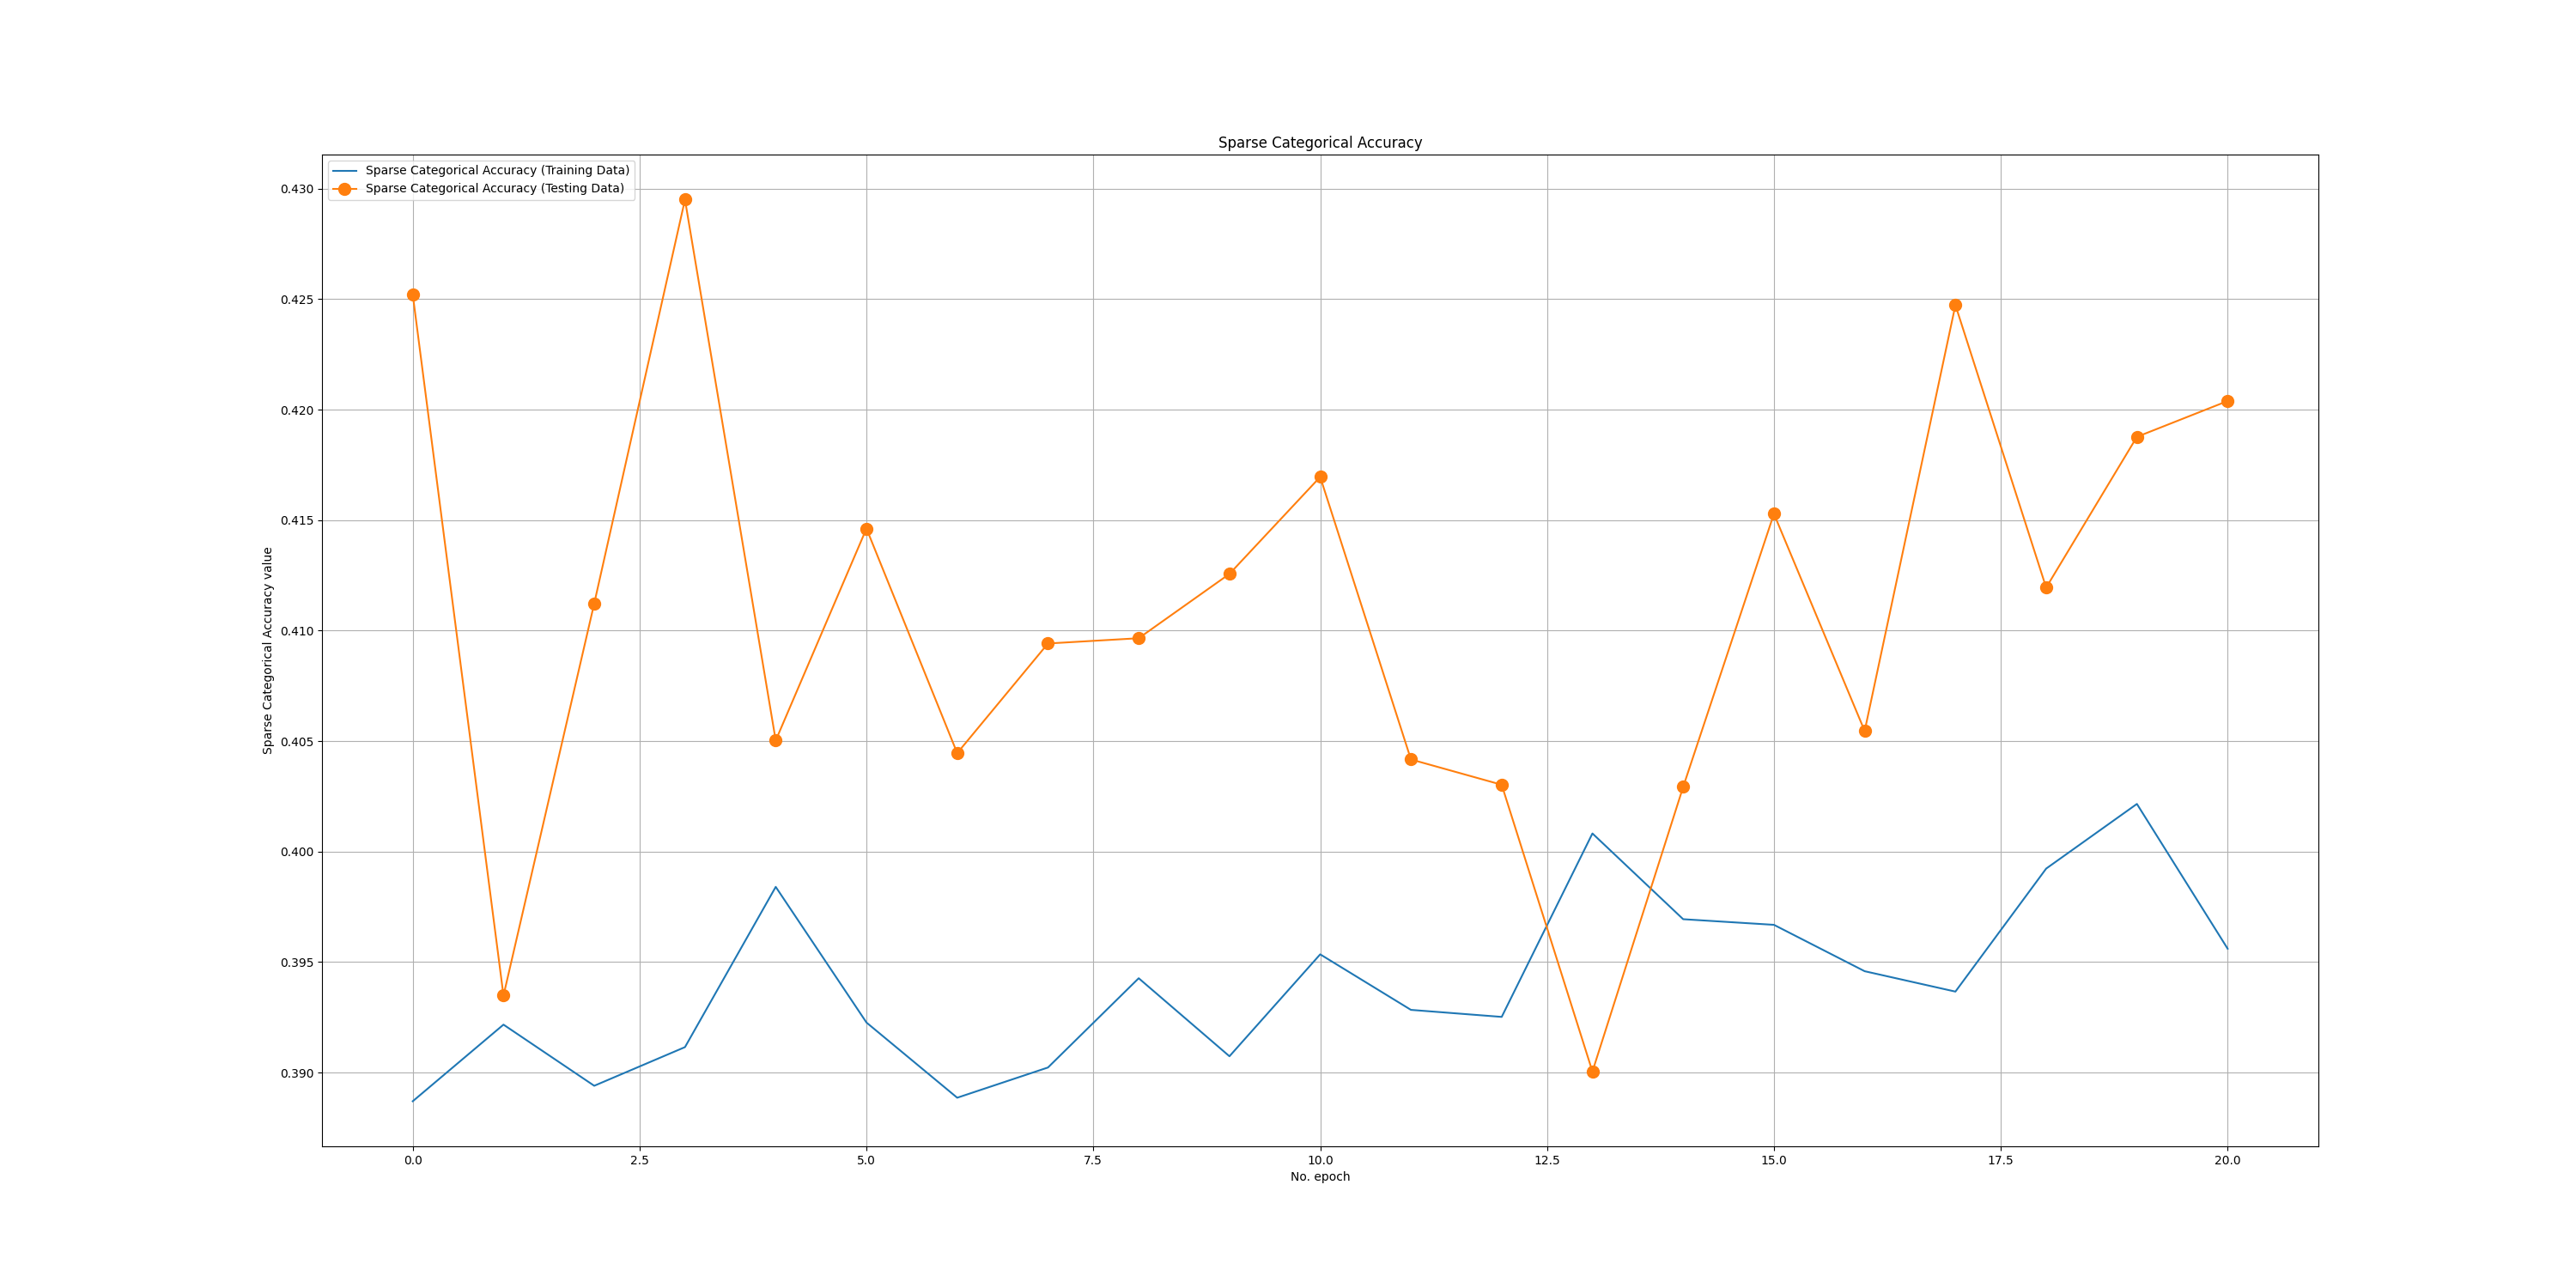 Sparse Categorical Accuracy
Sparse Categorical Accuracy (Training Data)
Sparse Categorical Accuracy (Testing Data)
Sparse Categorical Accuracy value
0.430
0.425
0.420
0.415
0.410
0.405
0.400
0.395
0.390
0.0 2.5 5.0 7.5 10.0 12.5 15.0 17.5 20.0
No. epoch